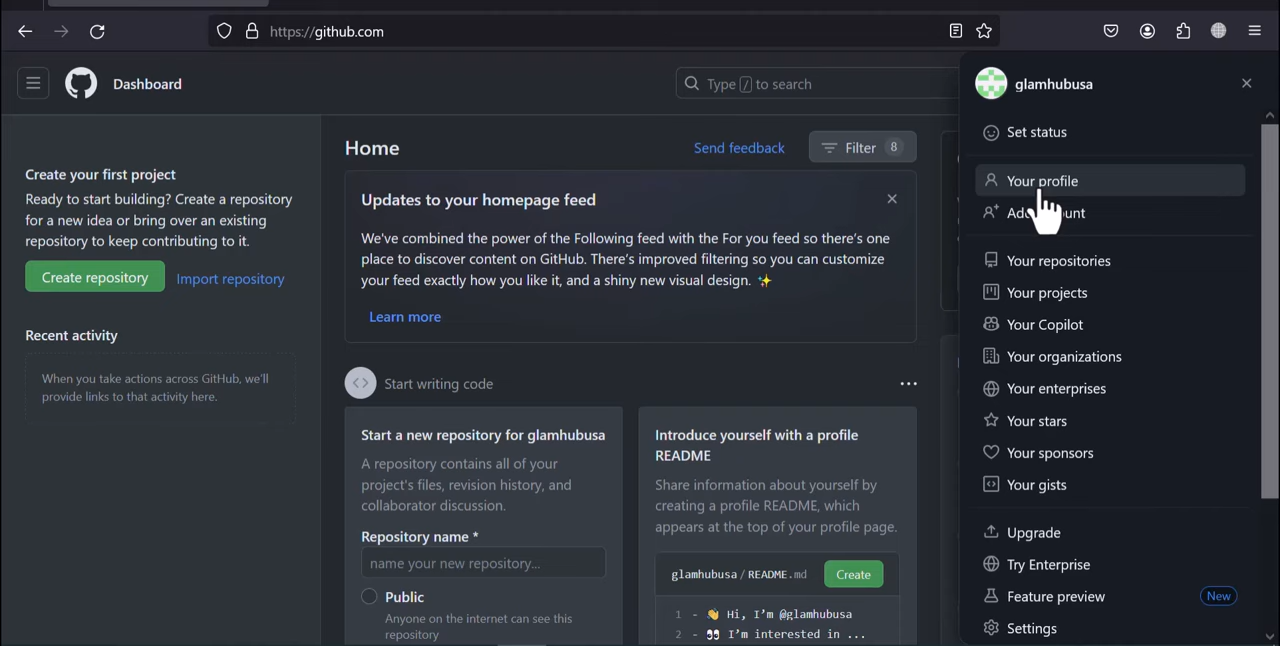 https://github.com
Dashboard
Type / to search
glamhubusa
Set status
Your profile
Your repositories
Your projects
Your Copilot
Your organizations
Your enterprises
Your stars
Your sponsors
Your gists
Upgrade
Try Enterprise
Feature preview New
Settings
Create your first project
Ready to start building? Create a repository
for a new idea or bring over an existing
repository to keep contributing to it.
Create repository Import repository
Recent activity
When you take actions across GitHub, we'll
provide links to that activity here.
Home
Send feedback
Filter 8
Updates to your homepage feed
We've combined the power of the Following feed with the For you feed so there's one
place to discover content on GitHub. There's improved filtering so you can customize
your feed exactly how you like it, and a shiny new visual design. ✨
Learn more
Start writing code
Start a new repository for glamhubusa
A repository contains all of your
project's files, revision history, and
collaborator discussion.
Repository name *
name your new repository...
Public
Anyone on the internet can see this
repository
Introduce yourself with a profile
README
Share information about yourself by
creating a profile README, which
appears at the top of your profile page.
glamhubusa/README.md Create
1 - 👋 Hi, I'm @glamhubusa
2 - 👀 I'm interested in ...